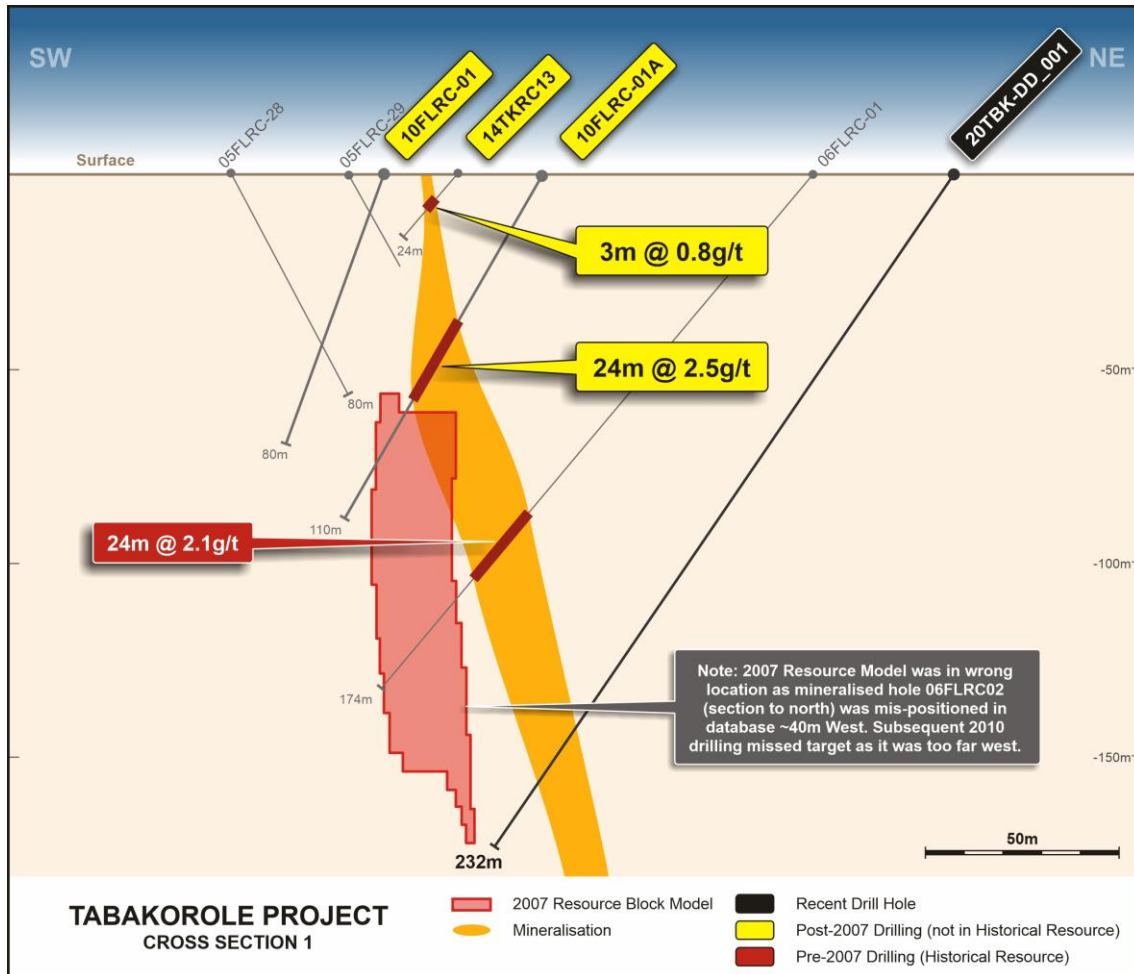 SW
NE
05FLRC-28
05FLRC-29
10FLRC-01
14TKRC13
10FLRC-01A
06FLRC-01
20TBK-DD_001
Surface
24m
3m @ 0.8g/t
24m @ 2.5g/t
-50m
80m
80m
110m
24m @ 2.1g/t
-100m
174m
Note: 2007 Resource Model was in wrong
location as mineralised hole 06FLRC02
(section to north) was mis-positioned in
database ~40m West. Subsequent 2010
drilling missed target as it was too far west.
-150m
232m
50m
TABAKOROLE PROJECT
CROSS SECTION 1
2007 Resource Block Model
Mineralisation
Recent Drill Hole
Post-2007 Drilling (not in Historical Resource)
Pre-2007 Drilling (Historical Resource)